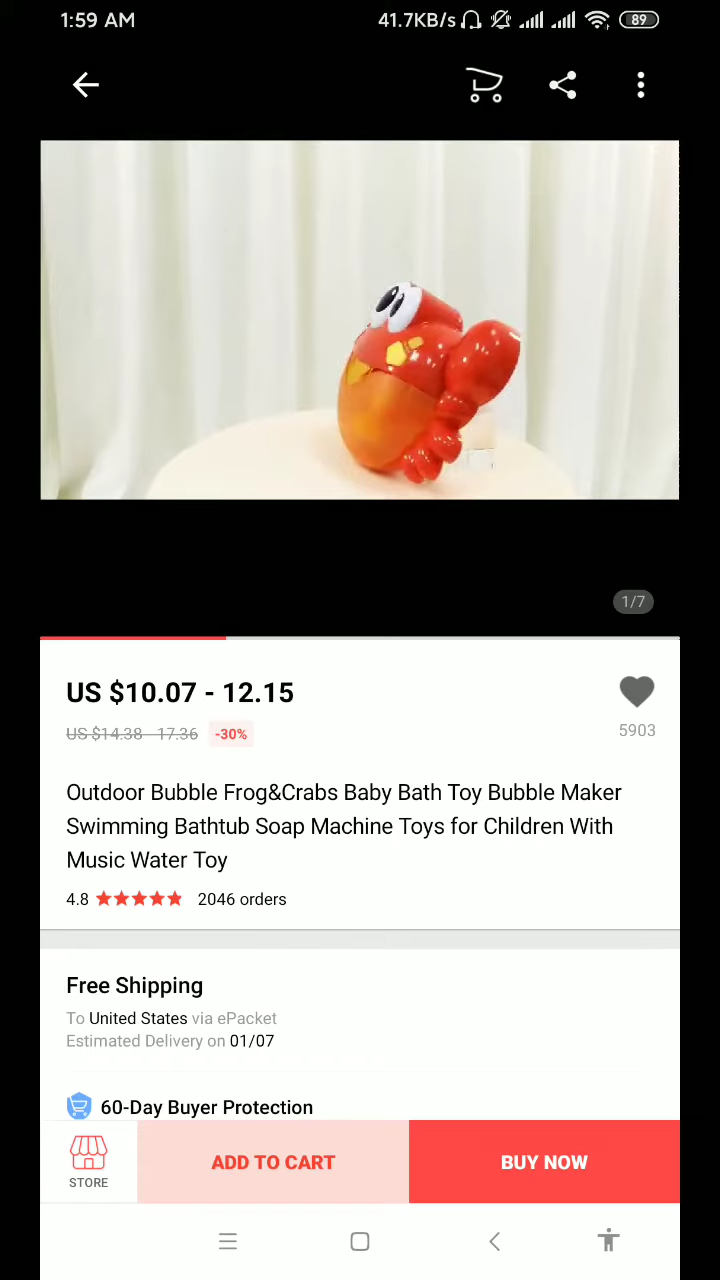 1:59 AM 41.7KB/s 89
1/7
US $10.07 - 12.15
US $14.38 - 17.36 -30%
5903
Outdoor Bubble Frog&Crabs Baby Bath Toy Bubble Maker
Swimming Bathtub Soap Machine Toys for Children With
Music Water Toy
4.8 2046 orders
Free Shipping
To United States via ePacket
Estimated Delivery on 01/07
60-Day Buyer Protection
STORE
ADD TO CART
BUY NOW